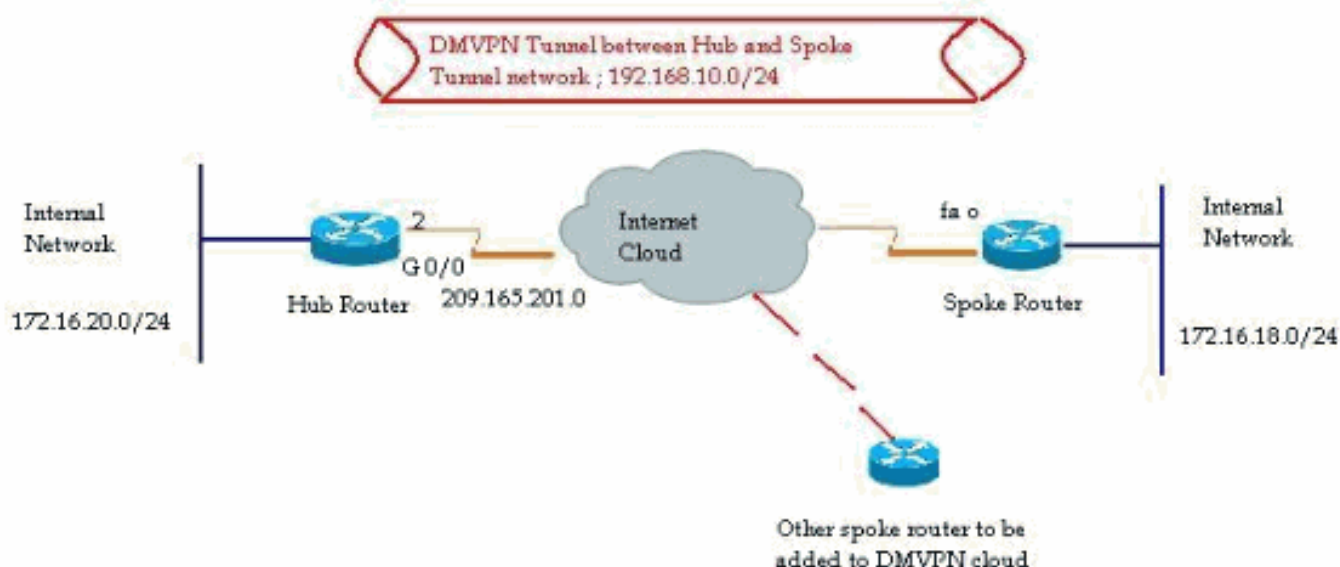 DMVPN Tunnel between Hub and Spoke
Tunnel network ; 192.168.10.0/24
Internal
Network
172.16.20.0/24
.2
G 0/0
Hub Router
209.165.201.0
Internet
Cloud
fa 0
Spoke Router
Internal
Network
172.16.18.0/24
Other spoke router to be
added to DMVPN cloud